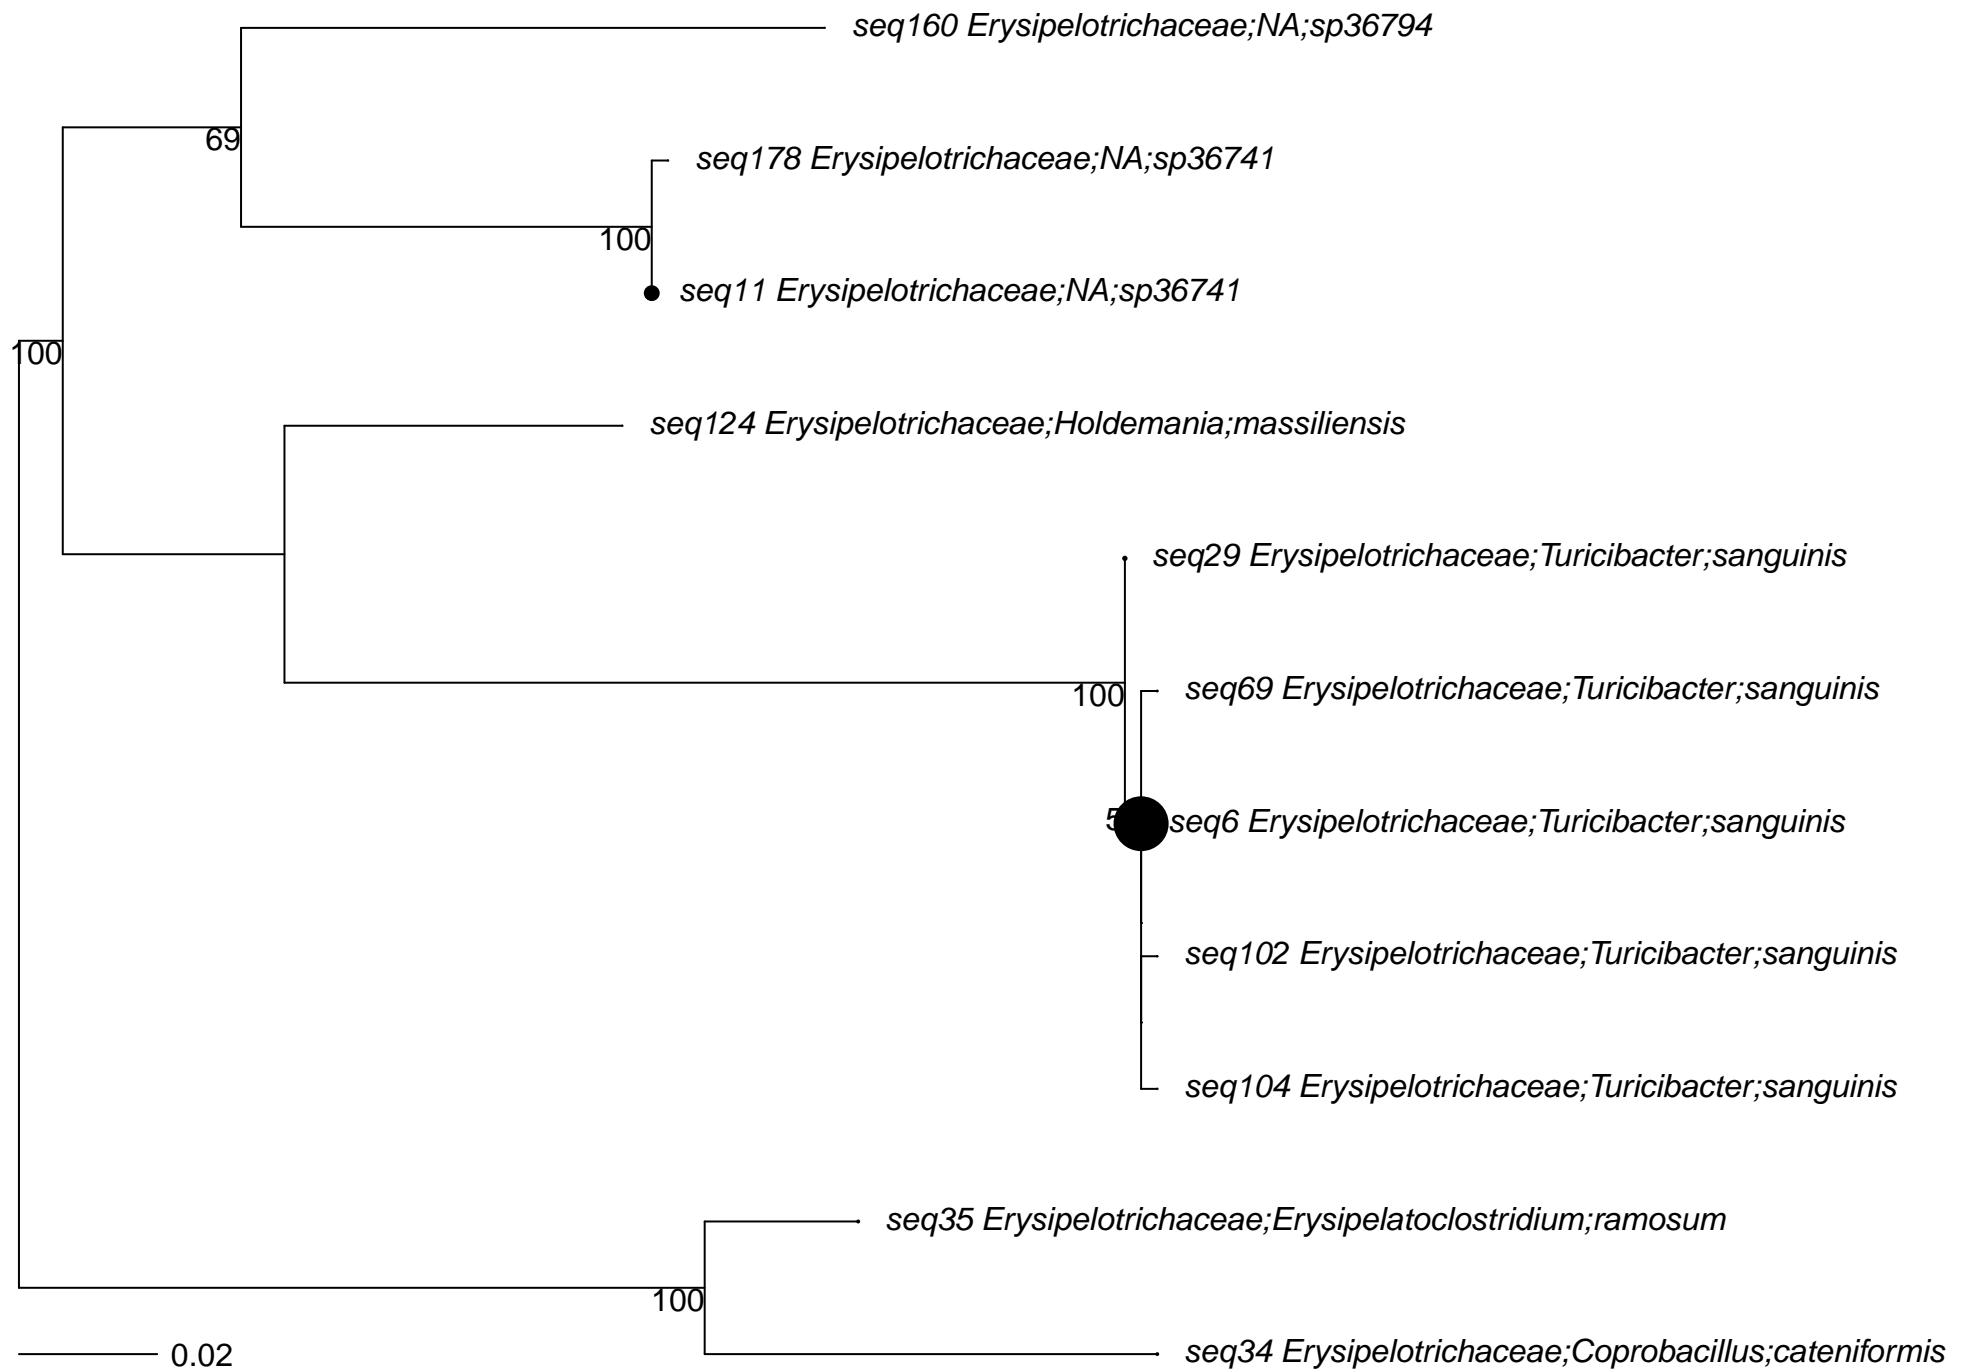 seq160 Erysipelotrichaceae;NA;sp36794
69
seq178 Erysipelotrichaceae;NA;sp36741
100
seq11 Erysipelotrichaceae;NA;sp36741
100
seq124 Erysipelotrichaceae;Holdemania;massiliensis
seq29 Erysipelotrichaceae;Turicibacter;sanguinis
seq69 Erysipelotrichaceae;Turicibacter;sanguinis
100
seq6 Erysipelotrichaceae;Turicibacter;sanguinis
seq102 Erysipelotrichaceae;Turicibacter;sanguinis
seq104 Erysipelotrichaceae;Turicibacter;sanguinis
seq35 Erysipelotrichaceae;Erysipelatoclostridium;ramosum
100
seq34 Erysipelotrichaceae;Coprobacillus;cateniformis
0.02